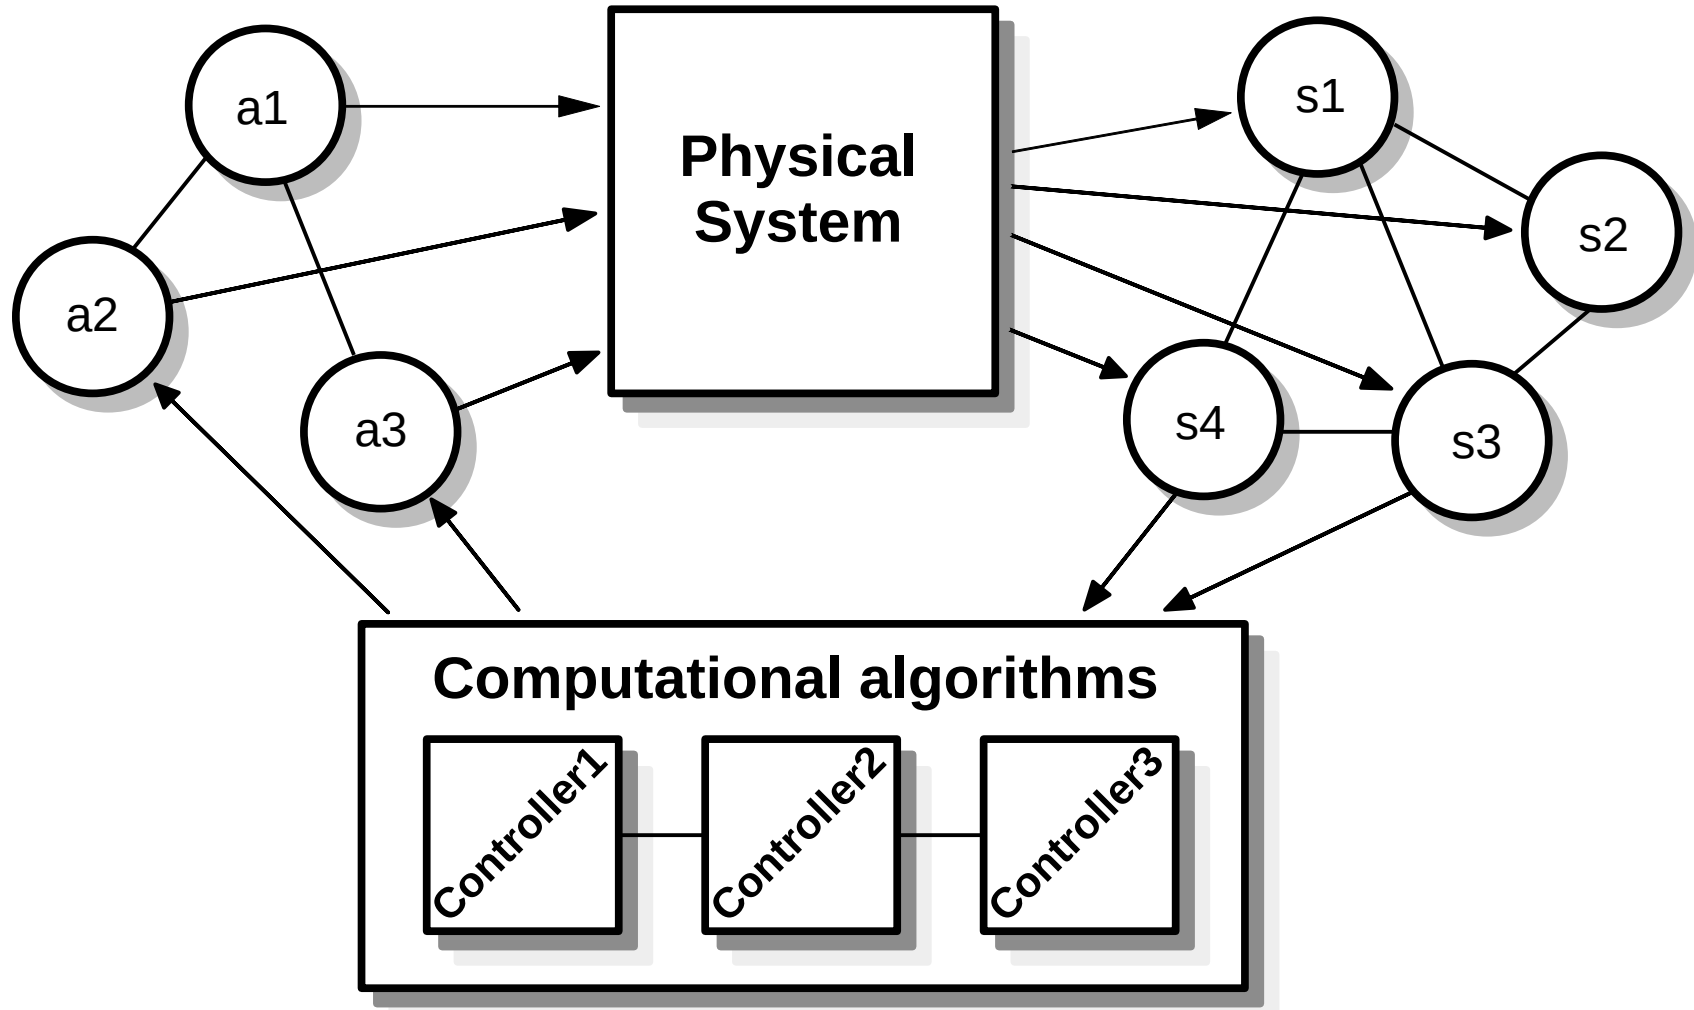 a1
Physical
System
s1
s2
a2
a3
s4
s3
Computational algorithms
Controller1
Controller2
Controller3